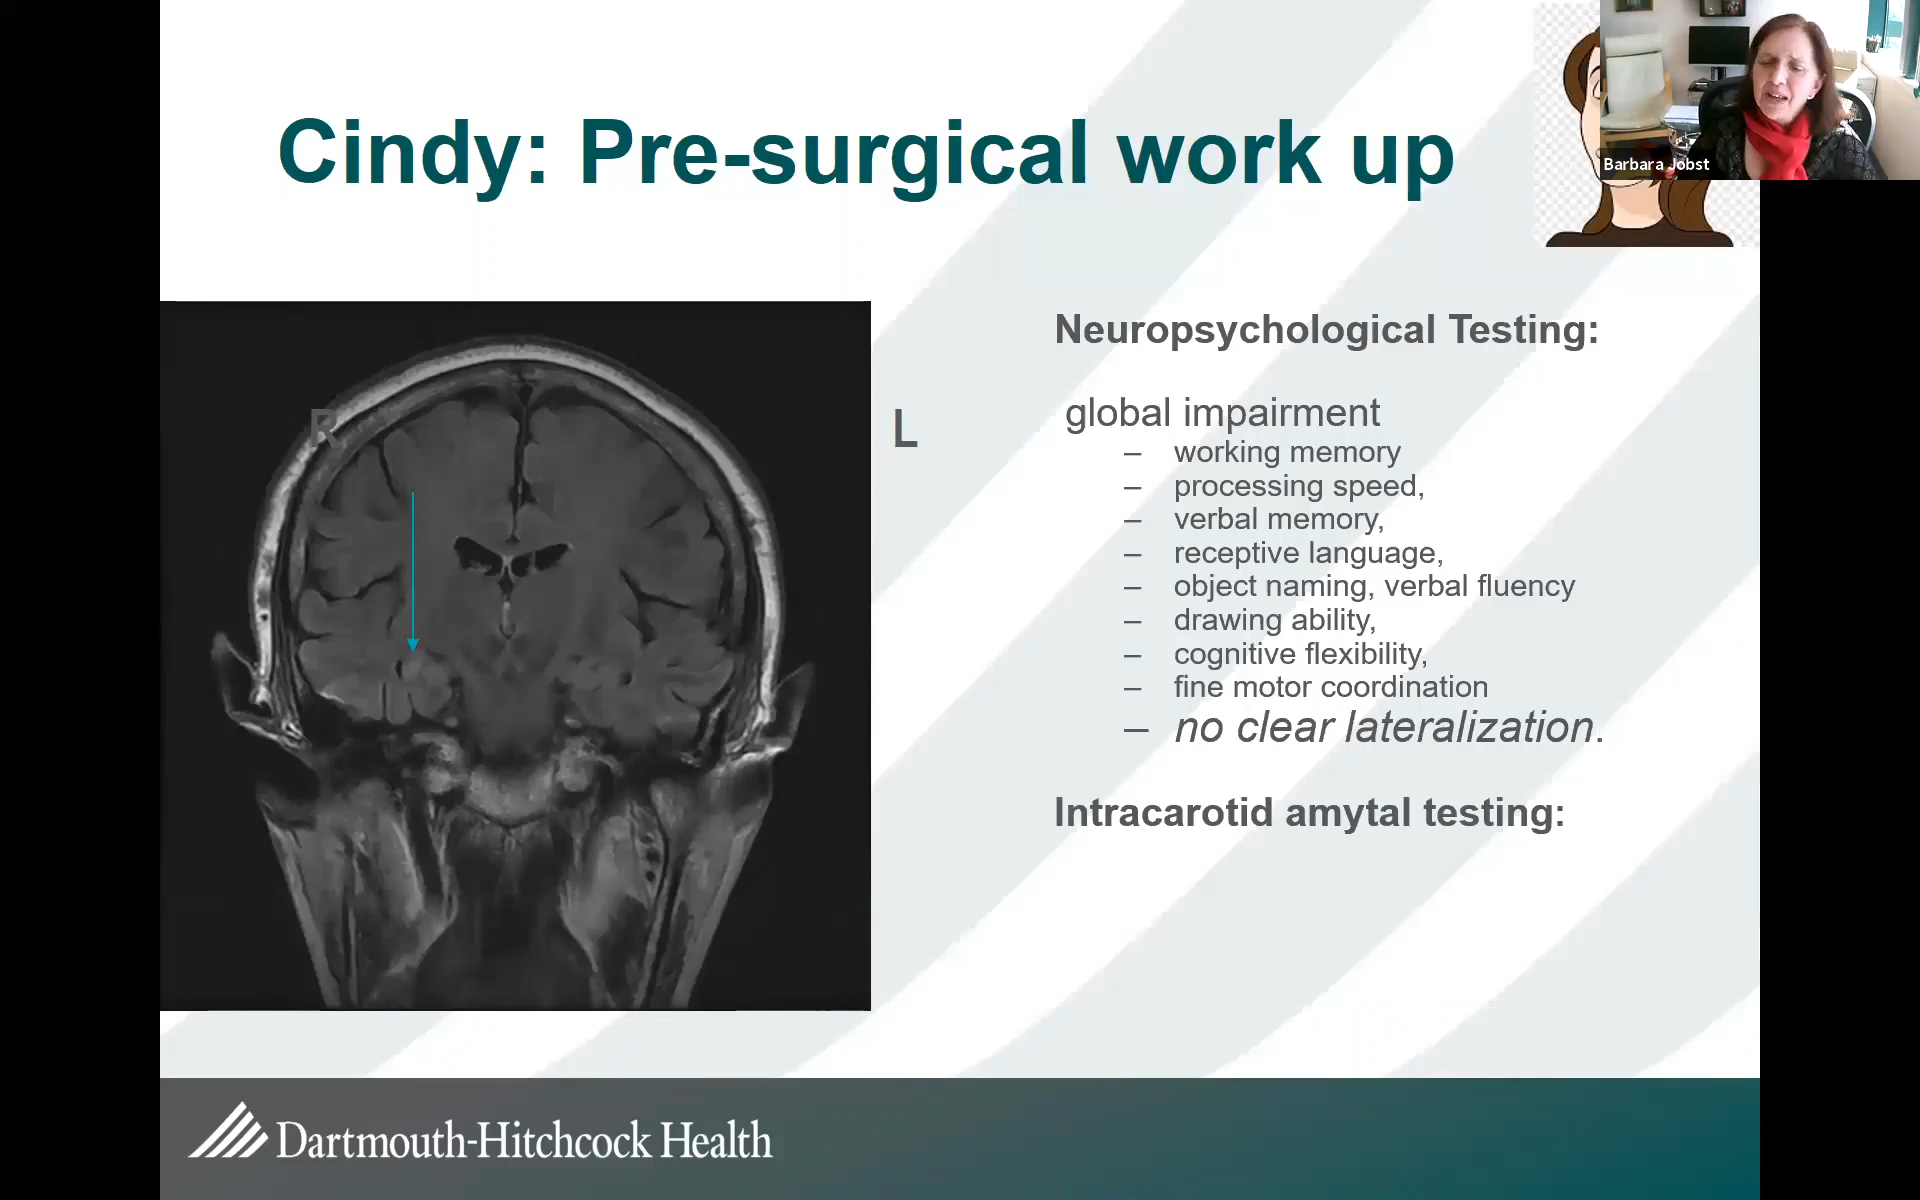 Cindy: Pre-surgical work up
Barbara Jobst
R
L
Neuropsychological Testing:
global impairment
– working memory
– processing speed,
– verbal memory,
– receptive language,
– object naming, verbal fluency
– drawing ability,
– cognitive flexibility,
– fine motor coordination
– no clear lateralization.
Intracarotid amytal testing:
Dartmouth-Hitchcock Health